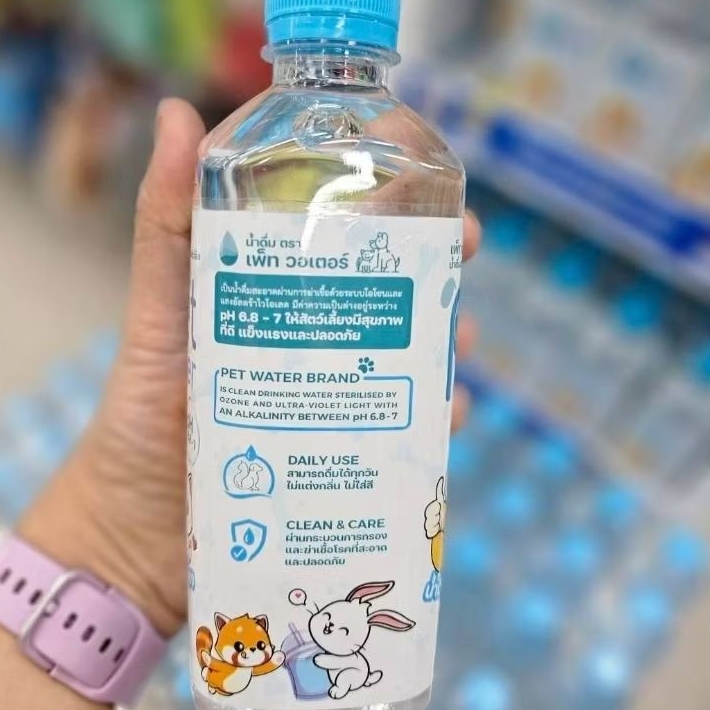 น้ำดื่ม ตรา
เพ็ท วอเตอร์
เป็นน้ำดื่มสะอาดผ่านการฆ่าเชื้อด้วยระบบโอโซนและ
แสงอัลตร้าไวโอเลต มีค่าความเป็นด่างอยู่ระหว่าง
pH 6.8 - 7 ให้สัตว์เลี้ยงมีสุขภาพ
ที่ดี แข็งแรงและปลอดภัย
PET WATER BRAND
IS CLEAN DRINKING WATER STERILISED BY
OZONE AND ULTRA-VIOLET LIGHT WITH
AN ALKALINITY BETWEEN pH 6.8-7
DAILY USE
สามารถดื่มได้ทุกวัน
ไม่แต่งกลิ่น ไม่ใส่สี
CLEAN & CARE
ผ่านกระบวนการกรอง
และฆ่าเชื้อโรคที่สะอาด
และปลอดภัย